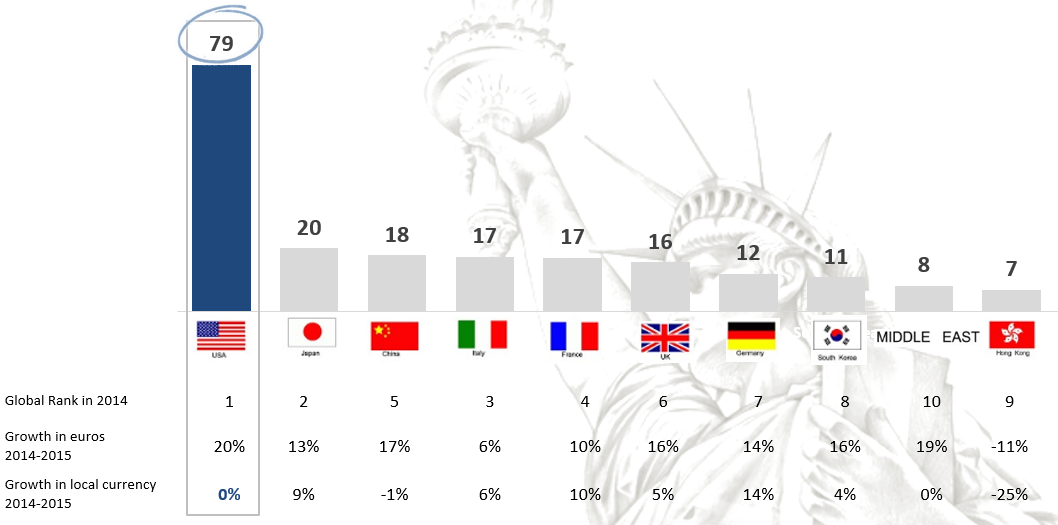 79
20
18
17
17
16
12
11
8
7
USA
Japan
China
Italy
France
UK
Germany
South Korea
MIDDLE EAST
Hong Kong
Global Rank in 2014 1 2 5 3 4 6 7 8 10 9
Growth in euros
2014-2015 20% 13% 17% 6% 10% 16% 14% 16% 19% -11%
Growth in local currency
2014-2015 0% 9% -1% 6% 10% 5% 14% 4% 0% -25%